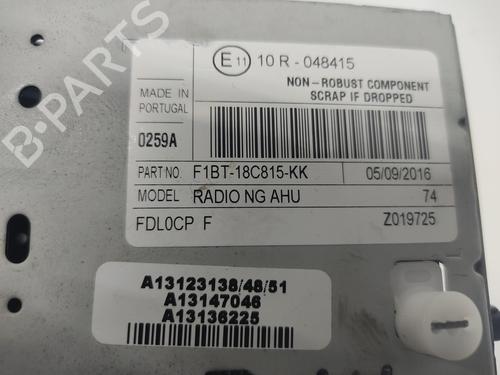 B-PARTS
E11 10 R - 048415
NON-ROBUST COMPONENT
SCRAP IF DROPPED
MADE IN
PORTUGAL
0259A
PART NO. F1BT-18C815-KK 05/09/2016
MODEL RADIO NG AHU 74
FDL0CP F Z019725
A13123138/48/51
A13147046
A13136225